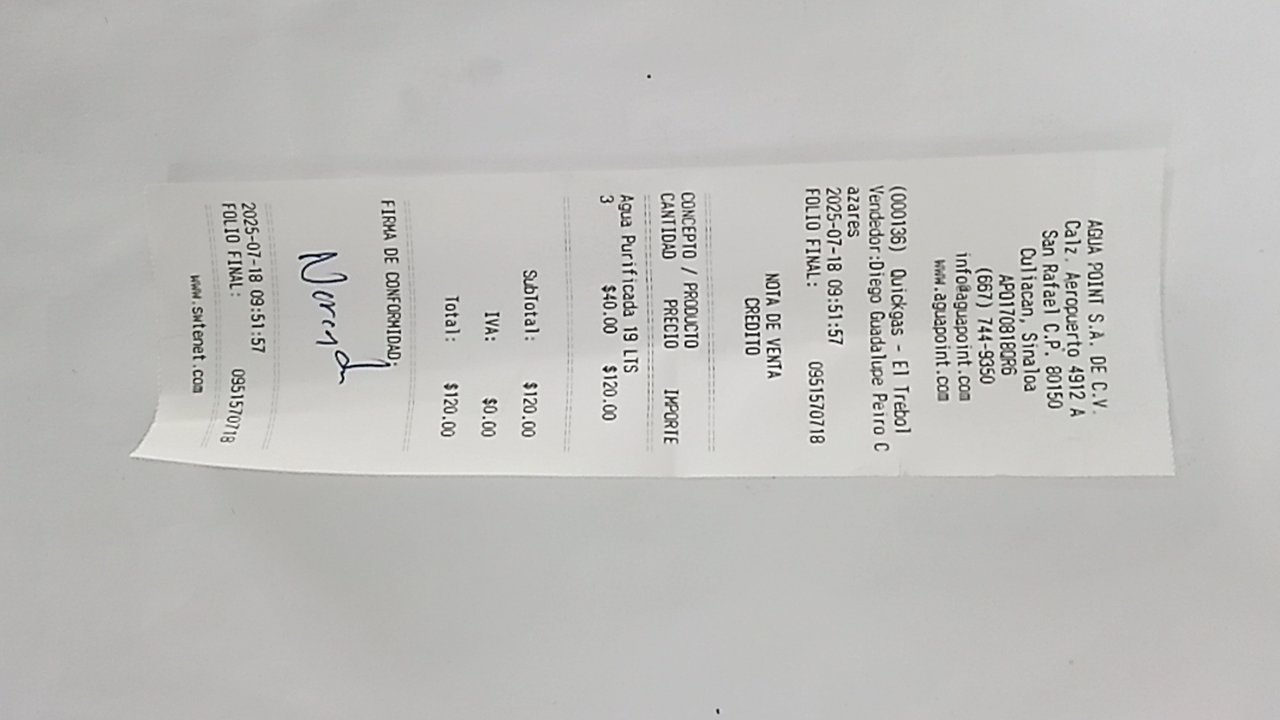 AGUA POINT S.A. DE C.V.
Calz. Aeropuerto 4912 A
San Rafael C.P. 80150
Culiacan, Sinaloa
APO170818QR6
(667) 744-9350
info@aguapoint.com
www.aguapoint.com
(000136) Quickgas - El Trebol
Vendedor:Diego Guadalupe Peiro C
azares
2025-07-18 09:51:57
FOLIO FINAL: 0951570718
NOTA DE VENTA
CREDITO
CONCEPTO / PRODUCTO
CANTIDAD PRECIO IMPORTE
Agua Purificada 19 LTS
3 $40.00 $120.00
SubTotal: $120.00
IVA: $0.00
Total: $120.00
FIRMA DE CONFORMIDAD:
2025-07-18 09:51:57
FOLIO FINAL: 0951570718
www.swtenet.com